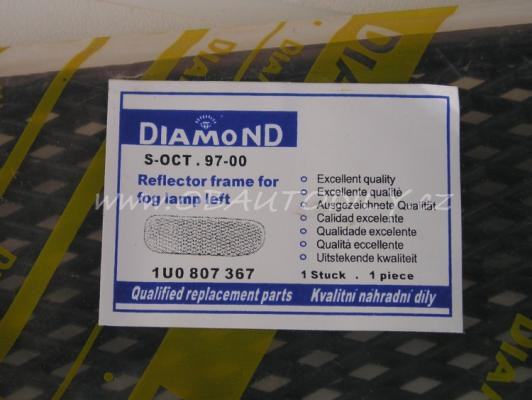 DIAMOND
DIAMOND
S-OCT . 97-00
Reflector frame for
fog lamp left
1U0 807 367
Excellent quality
Excellente qualité
Ausgezeichnete Qualität
Calidad excelente
Qualidade excelente
Qualità eccellente
Uitstekende kwaliteit
1 Stuck . 1 piece
Qualified replacement parts Kvalitní náhradní díly